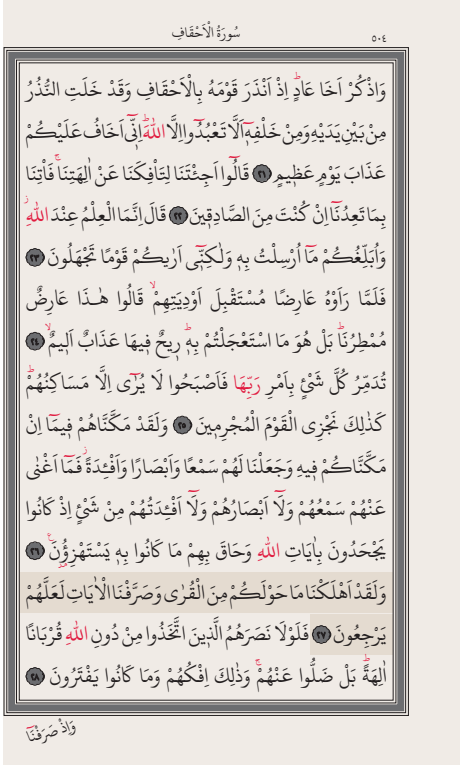 سُورَةُ الْاَحْقَافِ
٥٠٤
وَاذْكُرْ اَخَا عَادٍۜ اِذْ اَنْذَرَ قَوْمَهُ بِالْاَحْقَافِ وَقَدْ خَلَتِ النُّذُرُ
مِنْ بَيْنِ يَدَيْهِ وَمِنْ خَلْفِهٖٓ اَلَّا تَعْبُدُٓوا اِلَّا اللّٰهَۜ اِنّٖٓي اَخَافُ عَلَيْكُمْ
عَذَابَ يَوْمٍ عَظٖيمٍ ﴿٢١﴾ قَالُٓوا اَجِئْتَنَا لِتَاْفِكَنَا عَنْ اٰلِهَتِنَاۚ فَاْتِنَا
بِمَا تَعِدُنَٓا اِنْ كُنْتَ مِنَ الصَّادِقٖينَ ﴿٢٢﴾ قَالَ اِنَّمَا الْعِلْمُ عِنْدَ اللّٰهِۘ
وَاُبَلِّغُكُمْ مَٓا اُرْسِلْتُ بِهٖ وَلٰكِنّٖٓي اَرٰيكُمْ قَوْمًا تَجْهَلُونَ ﴿٢٣﴾
فَلَمَّا رَاَوْهُ عَارِضًا مُسْتَقْبِلَ اَوْدِيَتِهِمْۙ قَالُوا هٰذَا عَارِضٌ
مُمْطِرُنَاۜ بَلْ هُوَ مَا اسْتَعْجَلْتُمْ بِهٖۜ رٖيحٌ فٖيهَا عَذَابٌ اَلٖيمٌۙ ﴿٢٤﴾
تُدَمِّرُ كُلَّ شَيْءٍ بِاَمْرِ رَبِّهَا فَاَصْبَحُوا لَا يُرٰٓى اِلَّا مَسَاكِنُهُمْۜ
كَذٰلِكَ نَجْزِي الْقَوْمَ الْمُجْرِمٖينَ ﴿٢٥﴾ وَلَقَدْ مَكَّنَّاهُمْ فٖيمَٓا اِنْ
مَكَّنَّاكُمْ فٖيهِ وَجَعَلْنَا لَهُمْ سَمْعًا وَاَبْصَارًا وَاَفْـِٔدَةًۘ فَمَٓا اَغْنٰى
عَنْهُمْ سَمْعُهُمْ وَلَٓا اَبْصَارُهُمْ وَلَٓا اَفْـِٔدَتُهُمْ مِنْ شَيْءٍ اِذْ كَانُوا
يَجْحَدُونَ بِاٰيَاتِ اللّٰهِ وَحَاقَ بِهِمْ مَا كَانُوا بِهٖ يَسْتَهْزِؤُ۫نَ۟ ﴿٢٦﴾
وَلَقَدْ اَهْلَكْنَا مَا حَوْلَكُمْ مِنَ الْقُرٰى وَصَرَّفْنَا الْاٰيَاتِ لَعَلَّهُمْ
يَرْجِعُونَ ﴿٢٧﴾ فَلَوْلَا نَصَرَهُمُ الَّذٖينَ اتَّخَذُوا مِنْ دُونِ اللّٰهِ قُرْبَانًا
اٰلِهَةًۜ بَلْ ضَلُّوا عَنْهُمْۚ وَذٰلِكَ اِفْكُهُمْ وَمَا كَانُوا يَفْتَرُونَ ﴿٢٨﴾
وَاِذْ صَرَفْنَٓا